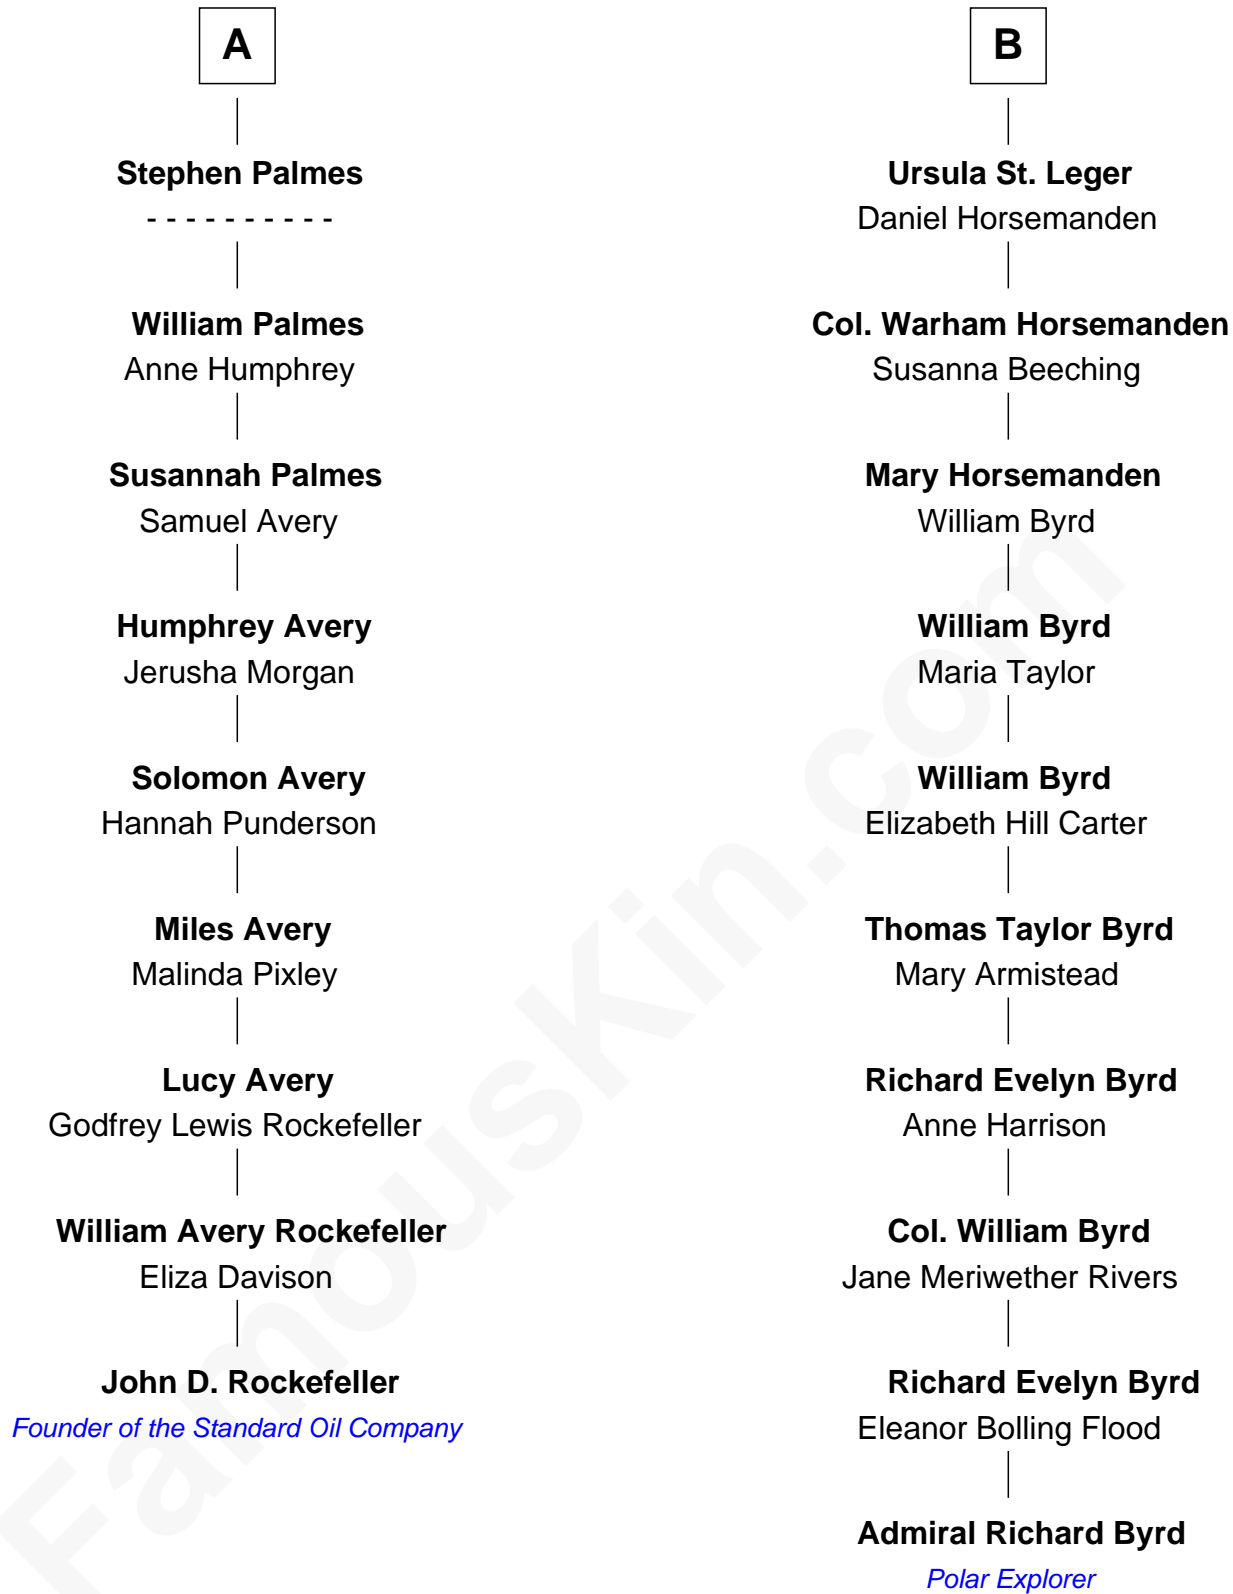 A
Stephen Palmes
- - - - - - - - - -
William Palmes
Anne Humphrey
Susannah Palmes
Samuel Avery
Humphrey Avery
Jerusha Morgan
Solomon Avery
Hannah Punderson
Miles Avery
Malinda Pixley
Lucy Avery
Godfrey Lewis Rockefeller
William Avery Rockefeller
Eliza Davison
John D. Rockefeller
Founder of the Standard Oil Company
B
Ursula St. Leger
Daniel Horsemanden
Col. Warham Horsemanden
Susanna Beeching
Mary Horsemanden
William Byrd
William Byrd
Maria Taylor
William Byrd
Elizabeth Hill Carter
Thomas Taylor Byrd
Mary Armistead
Richard Evelyn Byrd
Anne Harrison
Col. William Byrd
Jane Meriwether Rivers
Richard Evelyn Byrd
Eleanor Bolling Flood
Admiral Richard Byrd
Polar Explorer
FamousKin.com